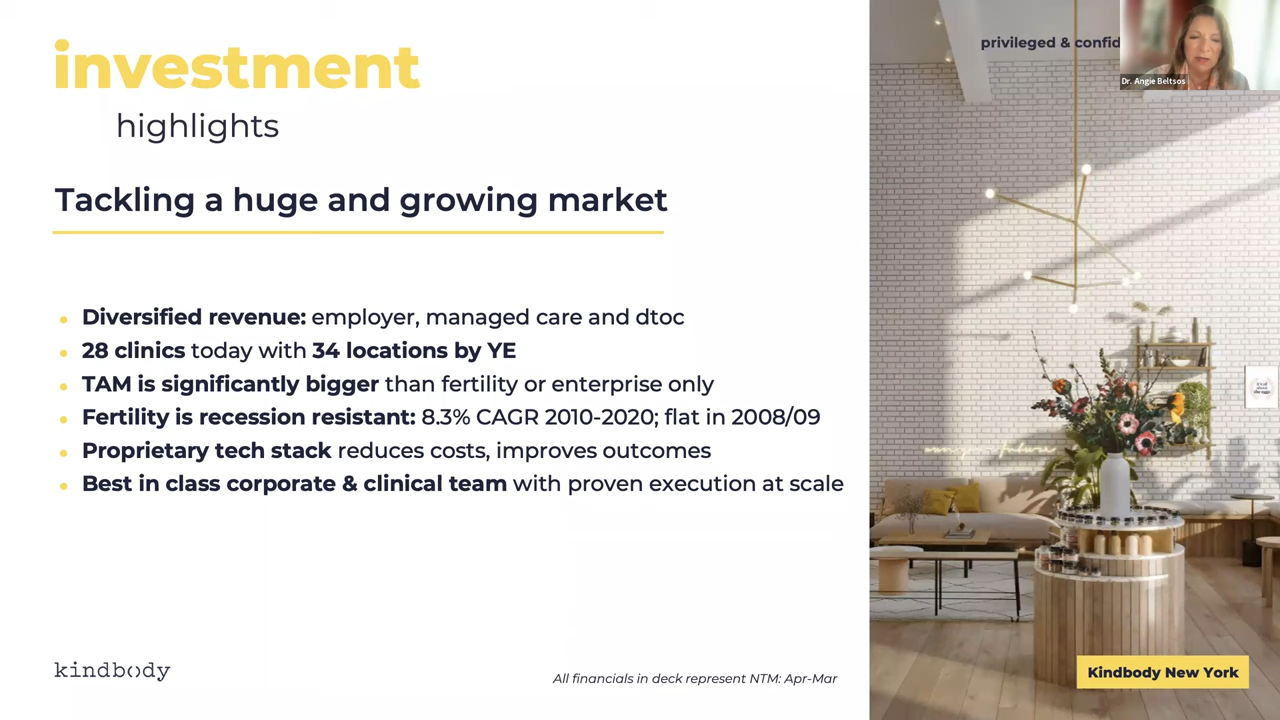 investment
highlights
privileged & confid
Dr. Angie Beltsos
Tackling a huge and growing market
Diversified revenue: employer, managed care and dtoc
28 clinics today with 34 locations by YE
TAM is significantly bigger than fertility or enterprise only
Fertility is recession resistant: 8.3% CAGR 2010-2020; flat in 2008/09
Proprietary tech stack reduces costs, improves outcomes
Best in class corporate & clinical team with proven execution at scale
kindbody
All financials in deck represent NTM: Apr-Mar
Kindbody New York